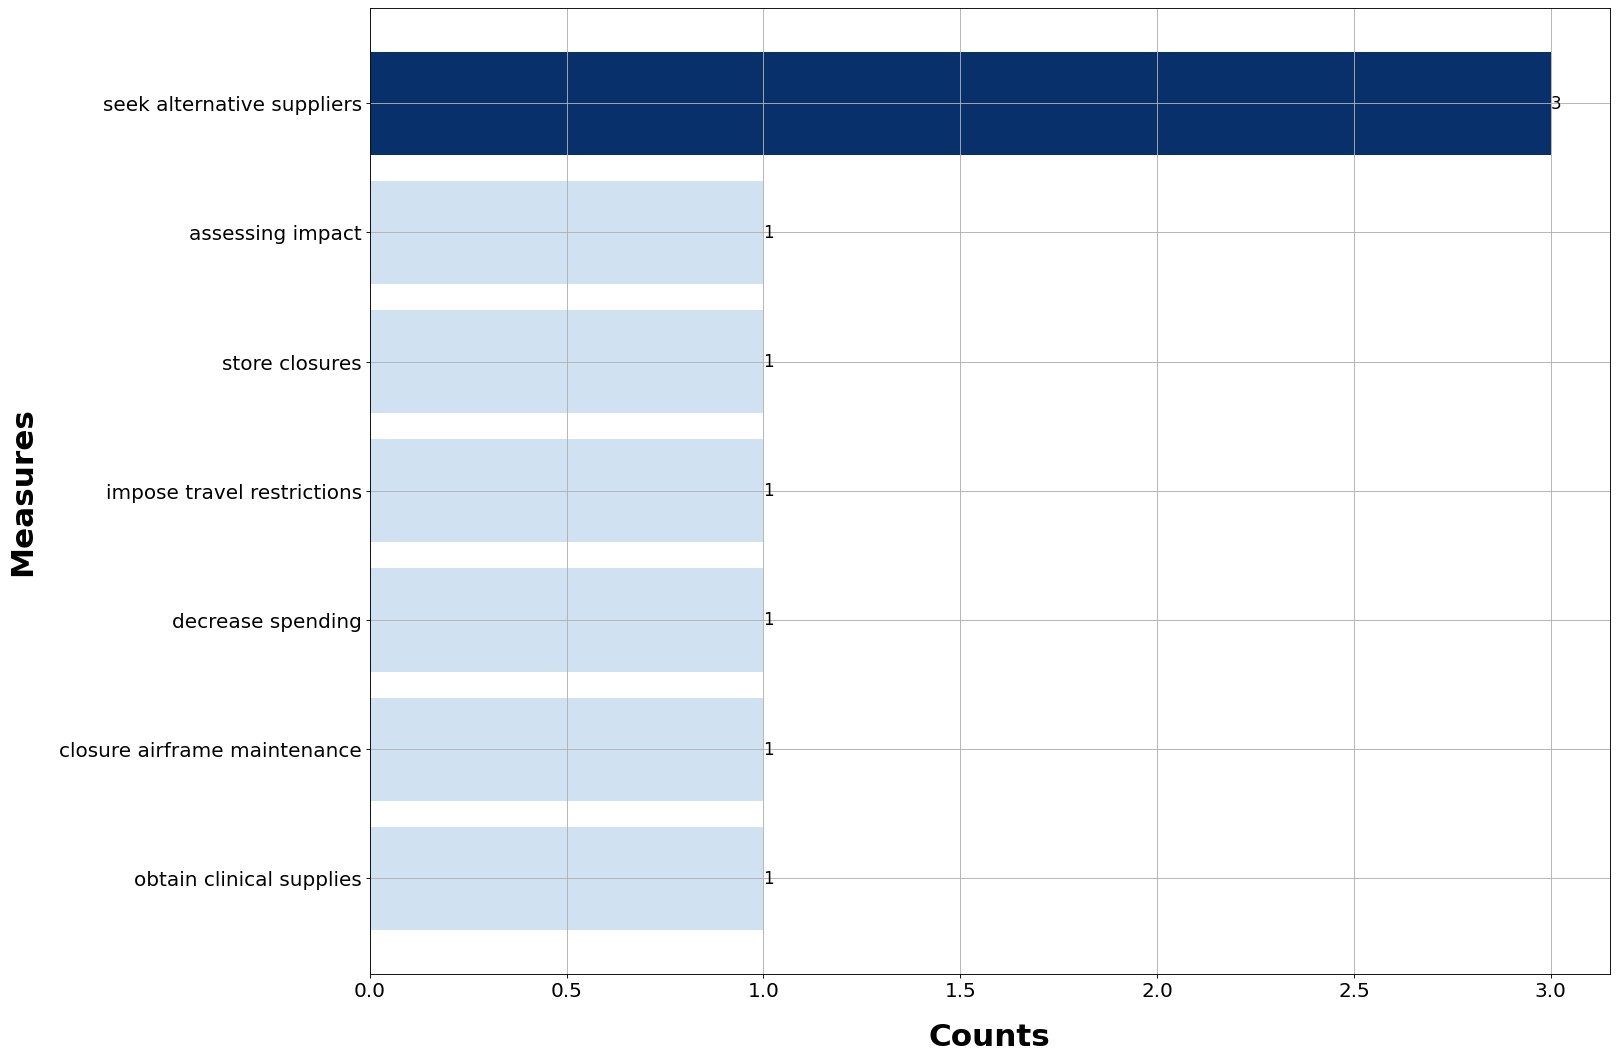 seek alternative suppliers
3
assessing impact
1
store closures
1
impose travel restrictions
1
decrease spending
1
closure airframe maintenance
1
obtain clinical supplies
1
Measures
0.0 0.5 1.0 1.5 2.0 2.5 3.0
Counts